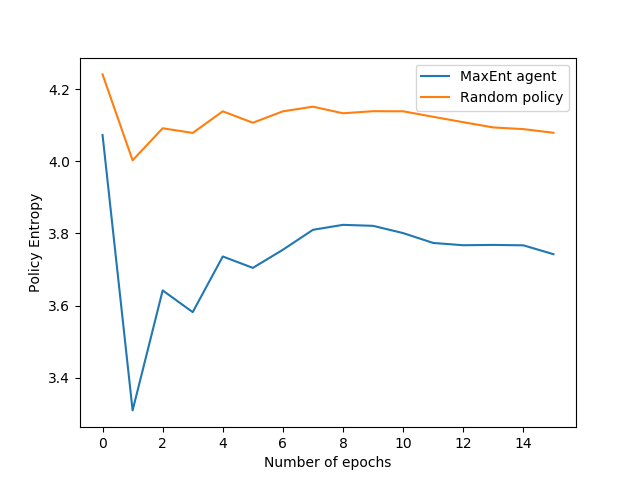 MaxEnt agent
Random policy
4.2
4.0
3.8
3.6
3.4
Policy Entropy
0 2 4 6 8 10 12 14
Number of epochs